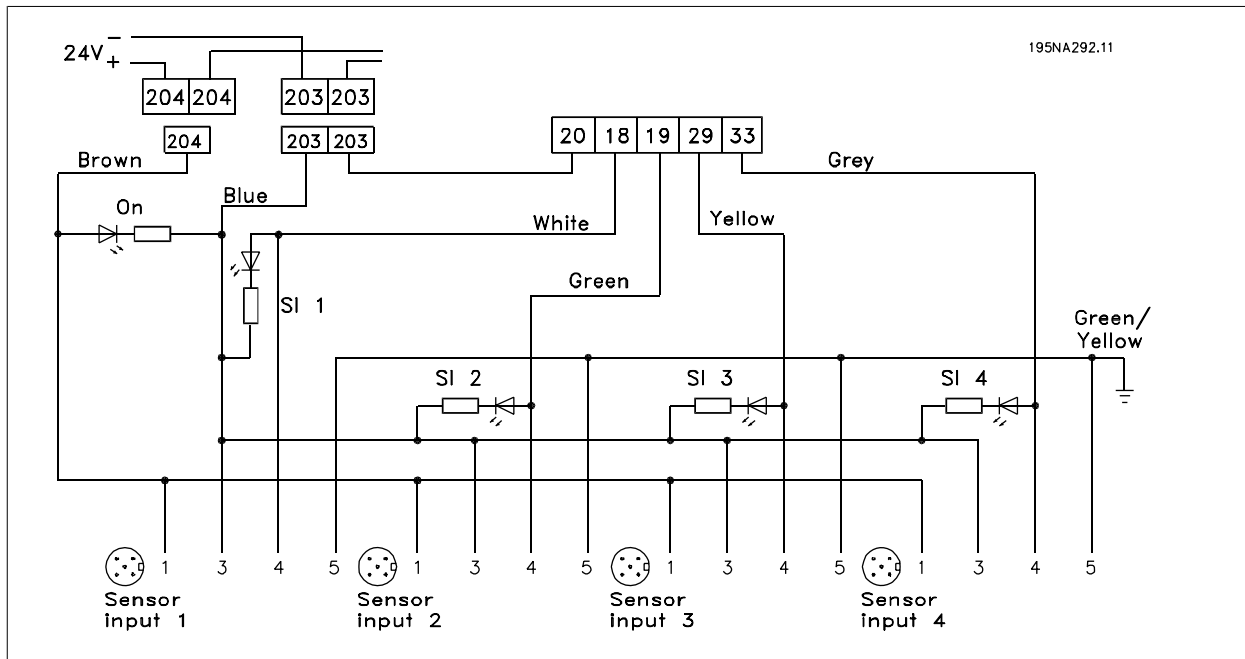 195NA292.11
24V
−
+
204 204 203 203
204 203 203
20 18 19 29 33
Brown
Grey
Blue
On
White
Yellow
Green
SI 1
Green/
Yellow
SI 2
SI 3
SI 4
1 3 4 5 1 3 4 5 1 3 4 5 1 3 4 5
Sensor
input 1
Sensor
input 2
Sensor
input 3
Sensor
input 4